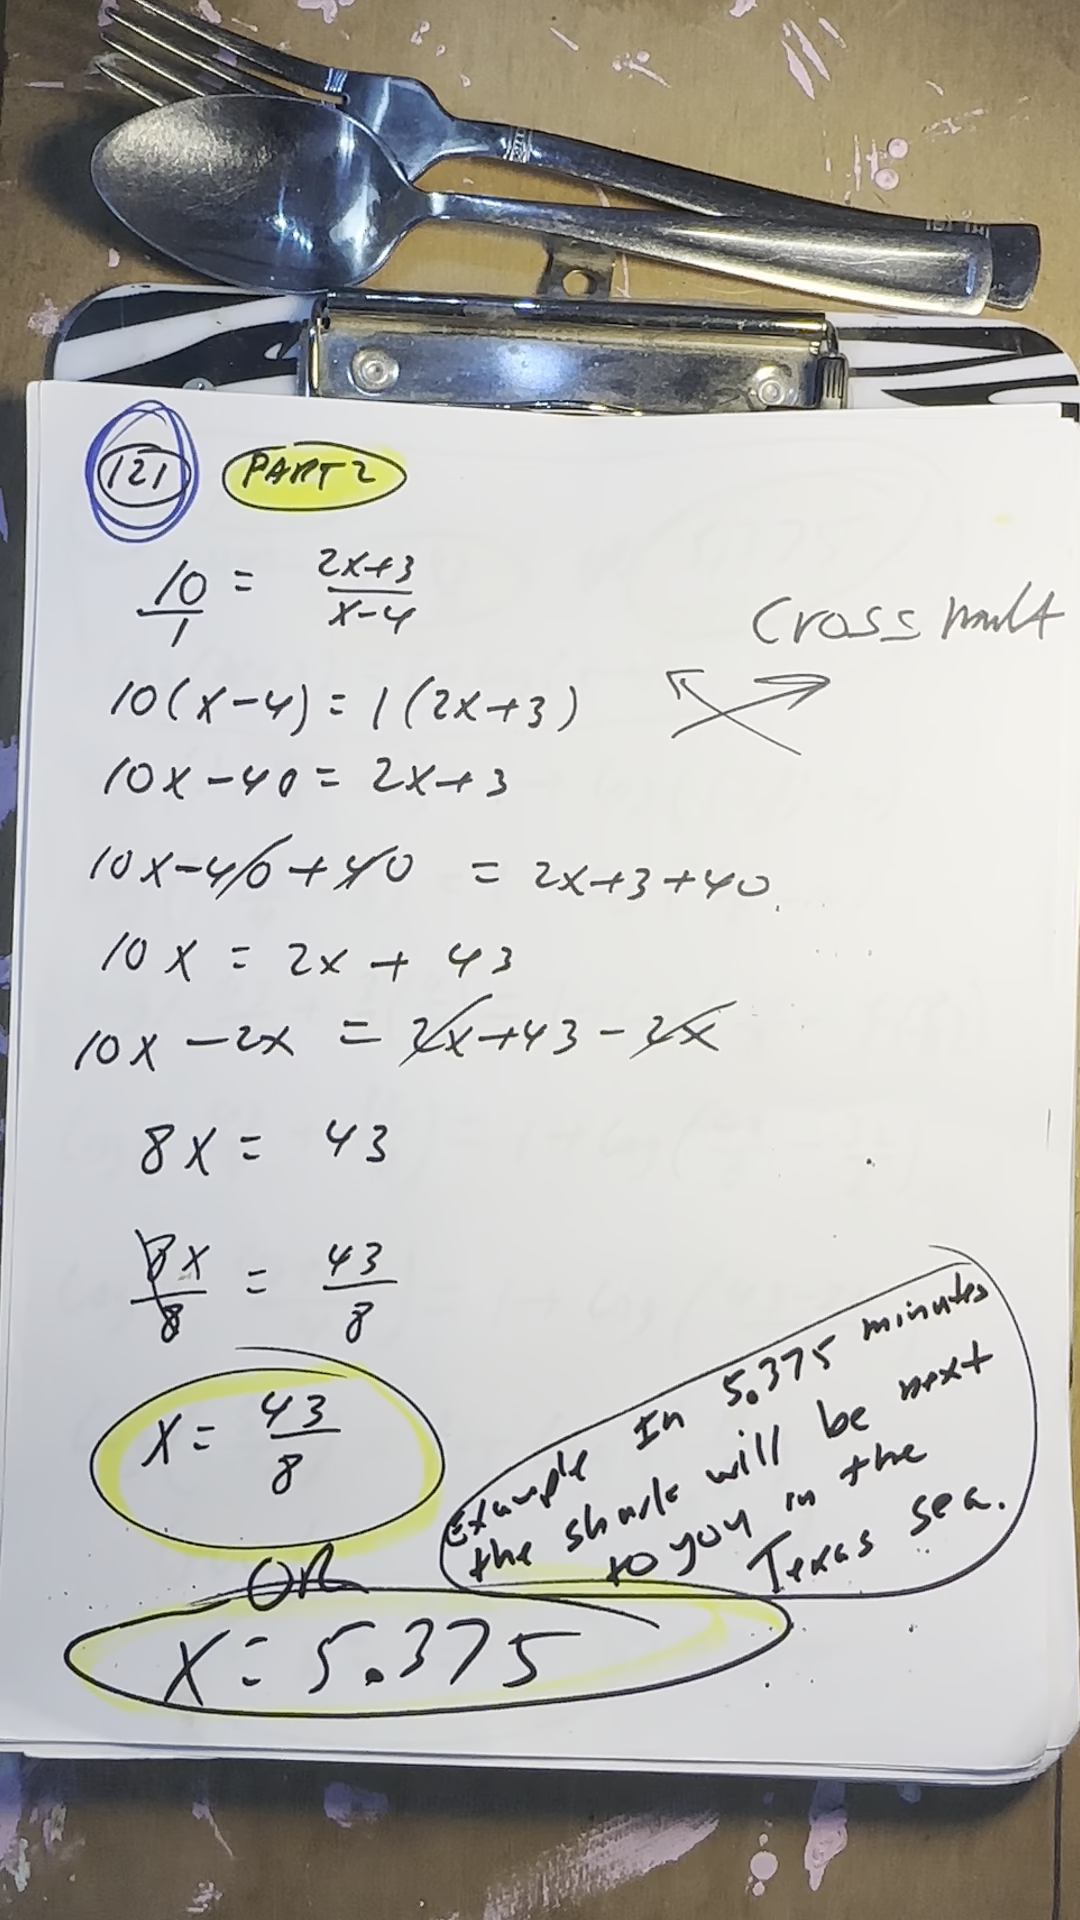 121 PART 2
10/1 = 2x+3/x-4
Cross mult
10(x-4) = 1(2x+3)
10x-40 = 2x+3
10x-40+40 = 2x+3+40
10x = 2x + 43
10x - 2x = 2x+43-2x
8x = 43
8x/8 = 43/8
x = 43/8
OR
x = 5.375
Example In 5.375 minutes
the shark will be next
to you in the
Texas sea.